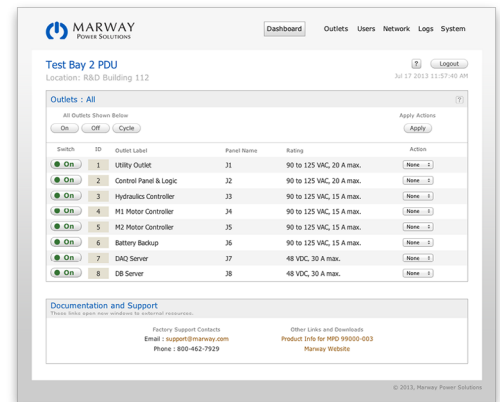 MARWAY
POWER SOLUTIONS
Dashboard Outlets Users Network Logs System
Test Bay 2 PDU
? Logout
Location: R&D Building 112
Jul 17 2013 11:57:40 AM
Outlets : All
?
All Outlets Shown Below
Apply Actions
On Off Cycle
Apply
Switch ID Outlet Label Panel Name Rating Action
On 1 Utility Outlet J1 90 to 125 VAC, 20 A max. None
On 2 Control Panel & Logic J2 90 to 125 VAC, 20 A max. None
On 3 Hydraulics Controller J3 90 to 125 VAC, 15 A max. None
On 4 M1 Motor Controller J4 90 to 125 VAC, 15 A max. None
On 5 M2 Motor Controller J5 90 to 125 VAC, 15 A max. None
On 6 Battery Backup J6 90 to 125 VAC, 15 A max. None
On 7 DAQ Server J7 48 VDC, 30 A max. None
On 8 DB Server J8 48 VDC, 30 A max. None
Documentation and Support
These links open new windows to external resources.
Factory Support Contacts
Other Links and Downloads
Email : support@marway.com
Product Info for MPD 99000-003
Phone : 800-462-7929
Marway Website
© 2013, Marway Power Solutions